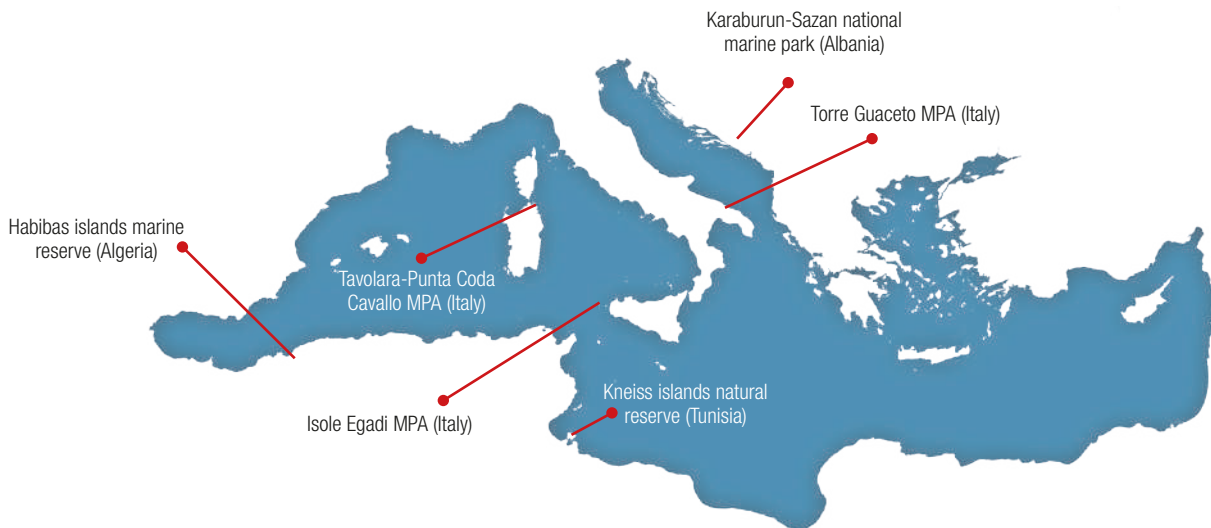 Karaburun-Sazan national
marine park (Albania)
Torre Guaceto MPA (Italy)
Habibas islands marine
reserve (Algeria)
Tavolara-Punta Coda
Cavallo MPA (Italy)
Isole Egadi MPA (Italy)
Kneiss islands natural
reserve (Tunisia)